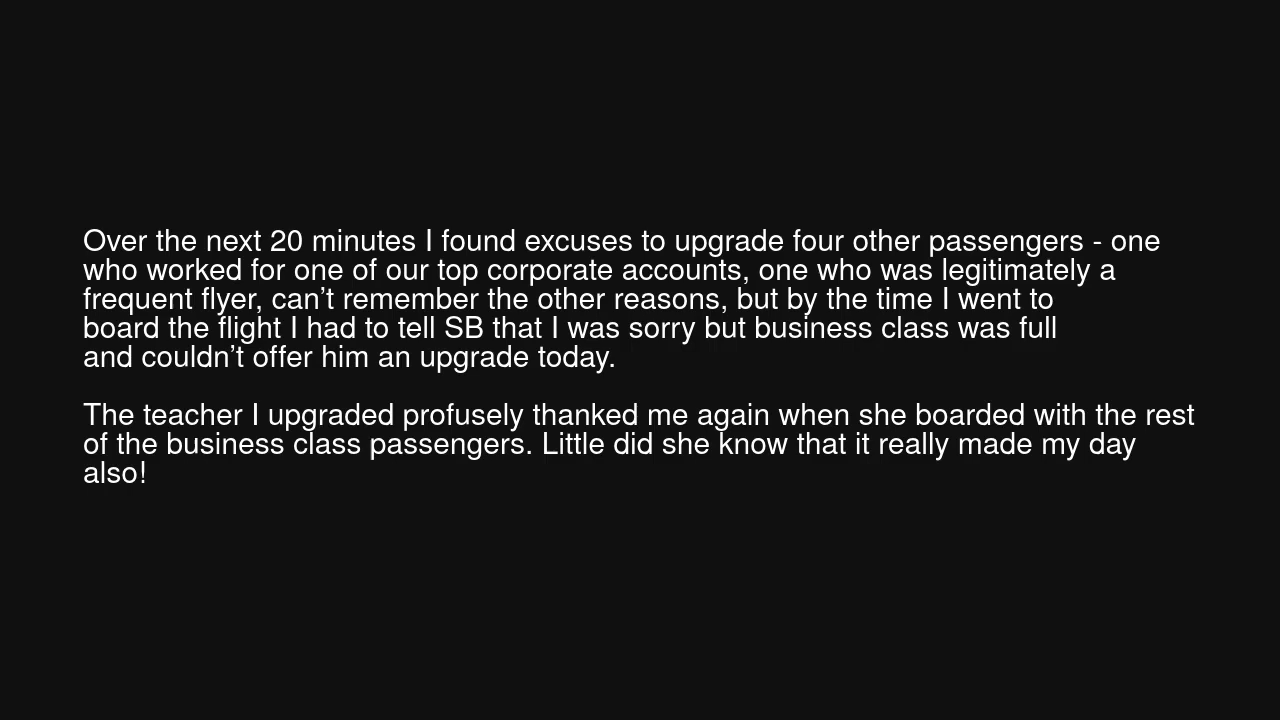 Over the next 20 minutes I found excuses to upgrade four other passengers - one
who worked for one of our top corporate accounts, one who was legitimately a
frequent flyer, can’t remember the other reasons, but by the time I went to
board the flight I had to tell SB that I was sorry but business class was full
and couldn’t offer him an upgrade today.
The teacher I upgraded profusely thanked me again when she boarded with the rest
of the business class passengers. Little did she know that it really made my day
also!